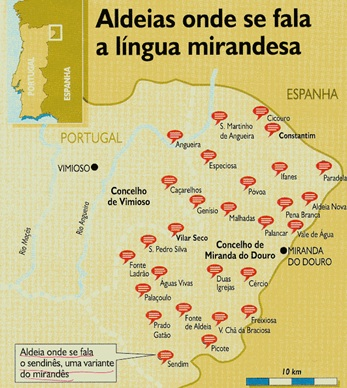 Aldeias onde se fala
a língua mirandesa
PORTUGAL
ESPANHA
ESPANHA
PORTUGAL
Cicouro
S. Martinho
de Angueira
Constantim
Angueira
VIMIOSO
Especiosa
Ifanes
Paradela
Concelho
de Vimioso
Caçarelhos
Póvoa
Aldeia Nova
Genísio
Malhadas
Pena Branca
Rio Maçãs
Rio Angueira
Palancar
Vale de Águia
Vilar Seco
S. Pedro Silva
Concelho de
Miranda do Douro
MIRANDA
DO DOURO
Fonte
Ladrão
Águas Vivas
Duas
Igrejas
Cércio
Palaçoulo
Prado
Gatão
Fonte
de Aldeia
V. Chã da Braciosa
Freixiosa
Picote
Sendim
Aldeia onde se fala
o sendinês, uma variante
do mirandês
10 km